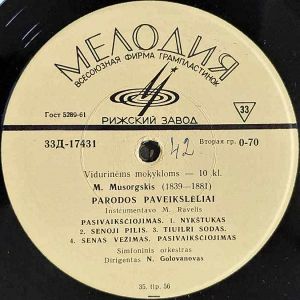 МЕЛОДИЯ
ВСЕСОЮЗНАЯ ФИРМА ГРАМПЛАСТИНОК
Гост 5289-61
33
РИЖСКИЙ ЗАВОД
33Д-17431
42
Вторая гр. 0-70
Vidurinėms mokykloms — 10 kl.
M. Musorgskis (1839—1881)
PARODOS PAVEIKSLĖLIAI
Instrumentavo M. Ravelis
PASIVAIKŠČIOJIMAS. 1. NYKŠTUKAS
2. SENOJI PILIS. 3. TIUILRI SODAS.
4. SENAS VEŽIMAS. PASIVAIKŠČIOJIMAS
Simfoninis orkestras
Dirigentas N. Golovanovas
35. tip. 56